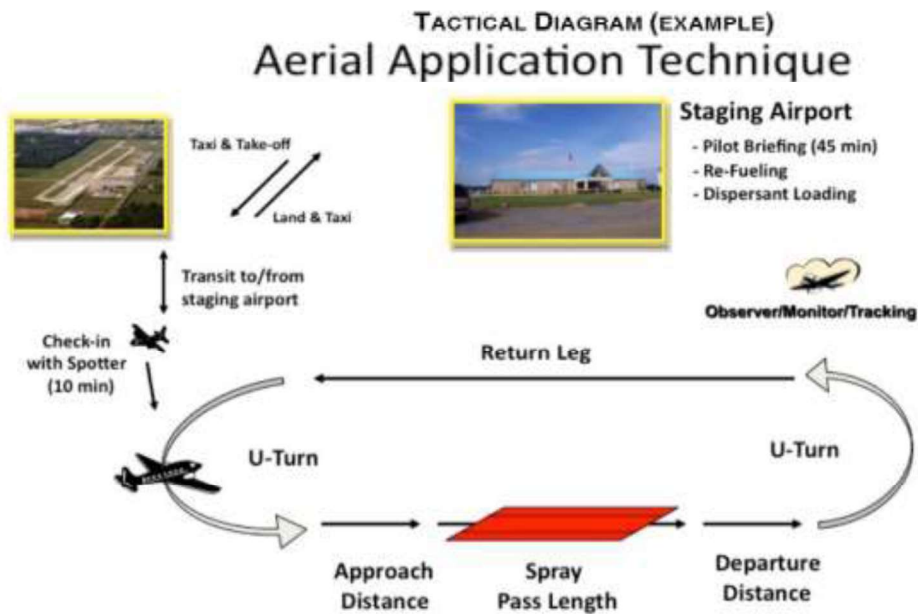 TACTICAL DIAGRAM (EXAMPLE)
Aerial Application Technique
Staging Airport
- Pilot Briefing (45 min)
- Re-Fueling
- Dispersant Loading
Taxi & Take-off
Land & Taxi
Transit to/from
staging airport
Observer/Monitor/Tracking
Check-in
with Spotter
(10 min)
Return Leg
U-Turn
U-Turn
Approach
Distance
Spray
Pass Length
Departure
Distance